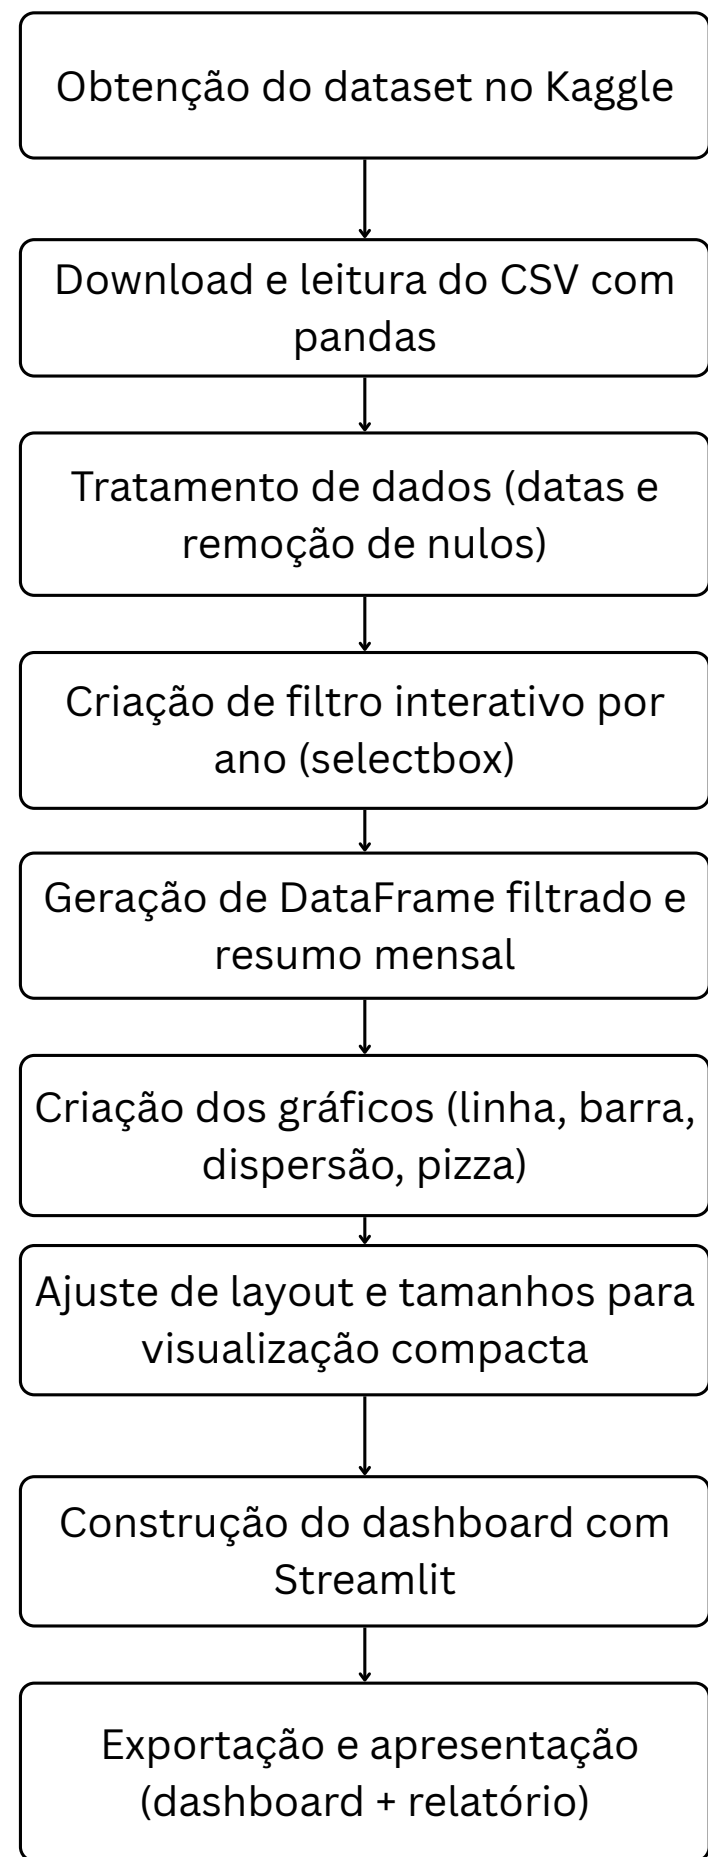 Obtenção do dataset no Kaggle
Download e leitura do CSV com
pandas
Tratamento de dados (datas e
remoção de nulos)
Criação de filtro interativo por
ano (selectbox)
Geração de DataFrame filtrado e
resumo mensal
Criação dos gráficos (linha, barra,
dispersão, pizza)
Ajuste de layout e tamanhos para
visualização compacta
Construção do dashboard com
Streamlit
Exportação e apresentação
(dashboard + relatório)